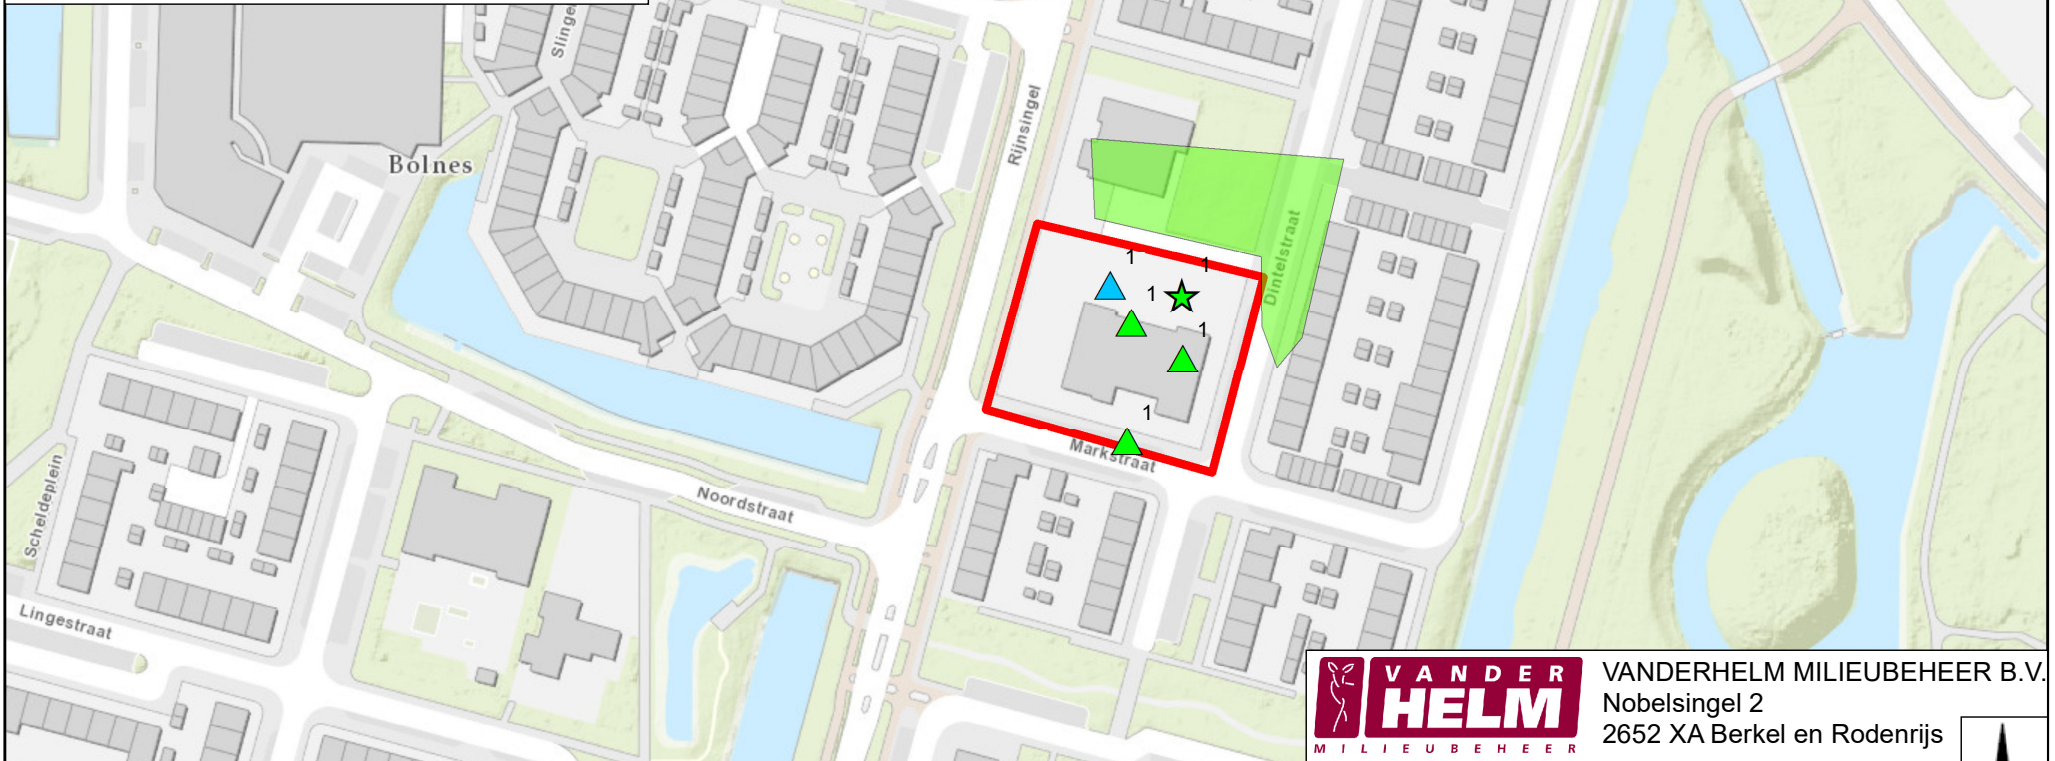 Slinge
Rijnsingel
Bolnes
Dintelstraat
1
1
1
1
1
Markstraat
Noordstraat
Scheldeplein
Lingestraat
VANDER
HELM
MILIEUBEHEER
VANDERHELM MILIEUBEHEER B.V.
Nobelsingel 2
2652 XA Berkel en Rodenrijs